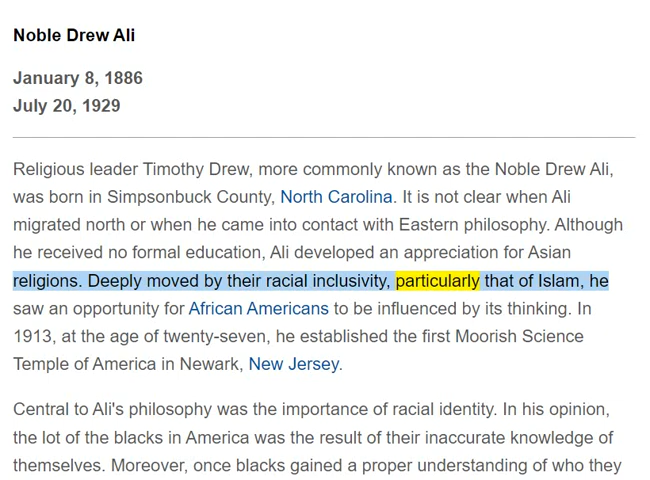 Noble Drew Ali
January 8, 1886
July 20, 1929
Religious leader Timothy Drew, more commonly known as the Noble Drew Ali,
was born in Simpsonbuck County, North Carolina. It is not clear when Ali
migrated north or when he came into contact with Eastern philosophy. Although
he received no formal education, Ali developed an appreciation for Asian
religions. Deeply moved by their racial inclusivity, particularly that of Islam, he
saw an opportunity for African Americans to be influenced by its thinking. In
1913, at the age of twenty-seven, he established the first Moorish Science
Temple of America in Newark, New Jersey.
Central to Ali's philosophy was the importance of racial identity. In his opinion,
the lot of the blacks in America was the result of their inaccurate knowledge of
themselves. Moreover, once blacks gained a proper understanding of who they